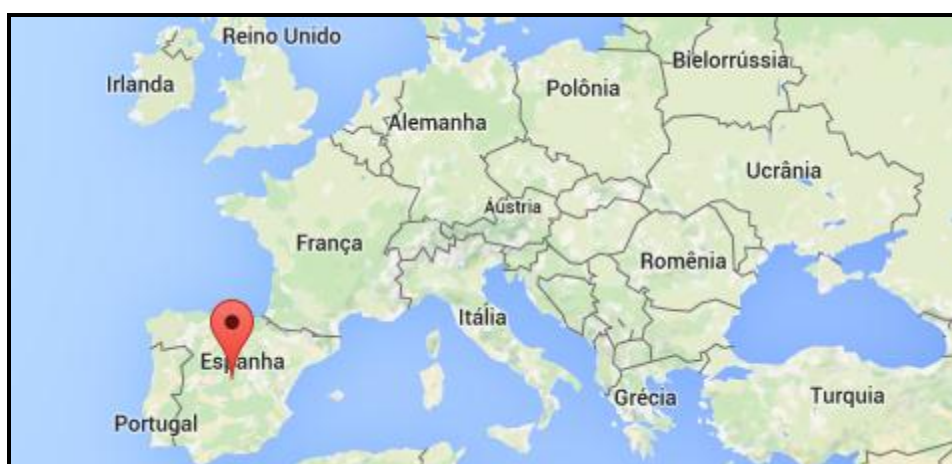 Reino Unido
Irlanda
Bielorrússia
Polônia
Alemanha
Ucrânia
Áustria
França
Romênia
Itália
Espanha
Grécia
Turquia
Portugal